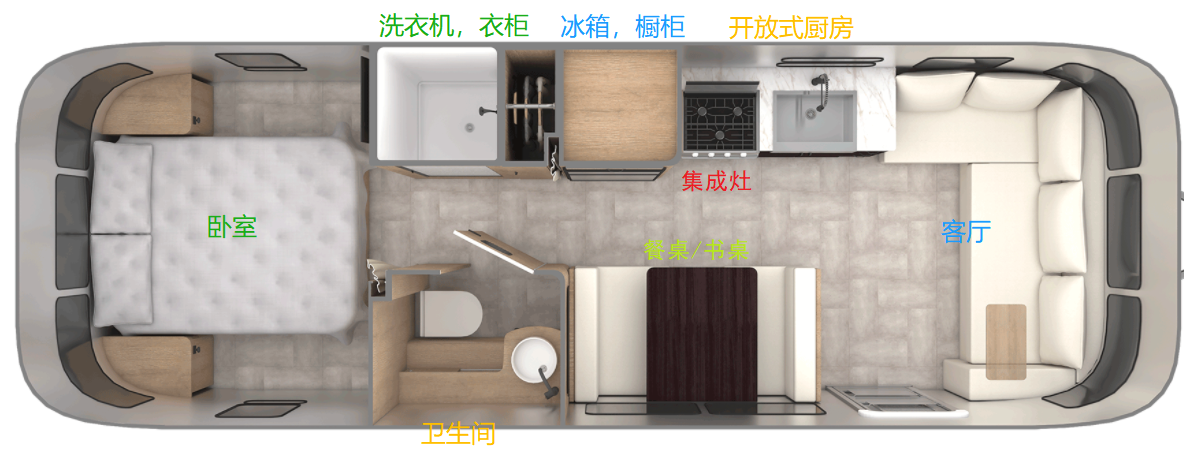 洗衣机，衣柜
冰箱，橱柜
开放式厨房
集成灶
卧室
客厅
餐桌/书桌
卫生间